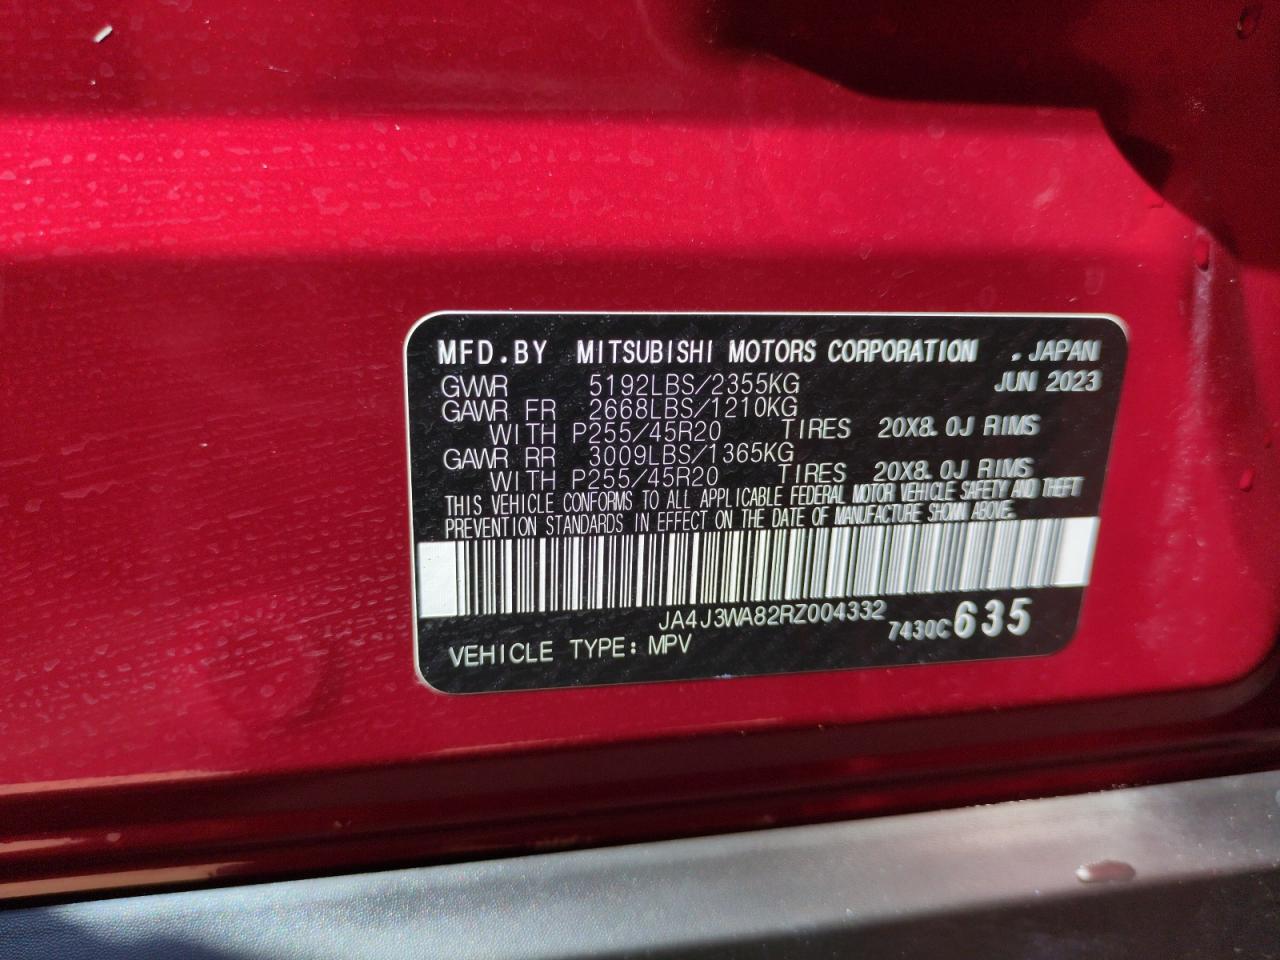 MFD.BY MITSUBISHI MOTORS CORPORATION .JAPAN
GVWR 5192LBS/2355KG JUN 2023
GAWR FR 2668LBS/1210KG
WITH P255/45R20 TIRES 20X8.0J RIMS
GAWR RR 3009LBS/1365KG
WITH P255/45R20 TIRES 20X8.0J RIMS
THIS VEHICLE CONFORMS TO ALL APPLICABLE FEDERAL MOTOR VEHICLE SAFETY AND THEFT
PREVENTION STANDARDS IN EFFECT ON THE DATE OF MANUFACTURE SHOWN ABOVE.
JA4J3WA82RZ004332 7430C635
VEHICLE TYPE: MPV